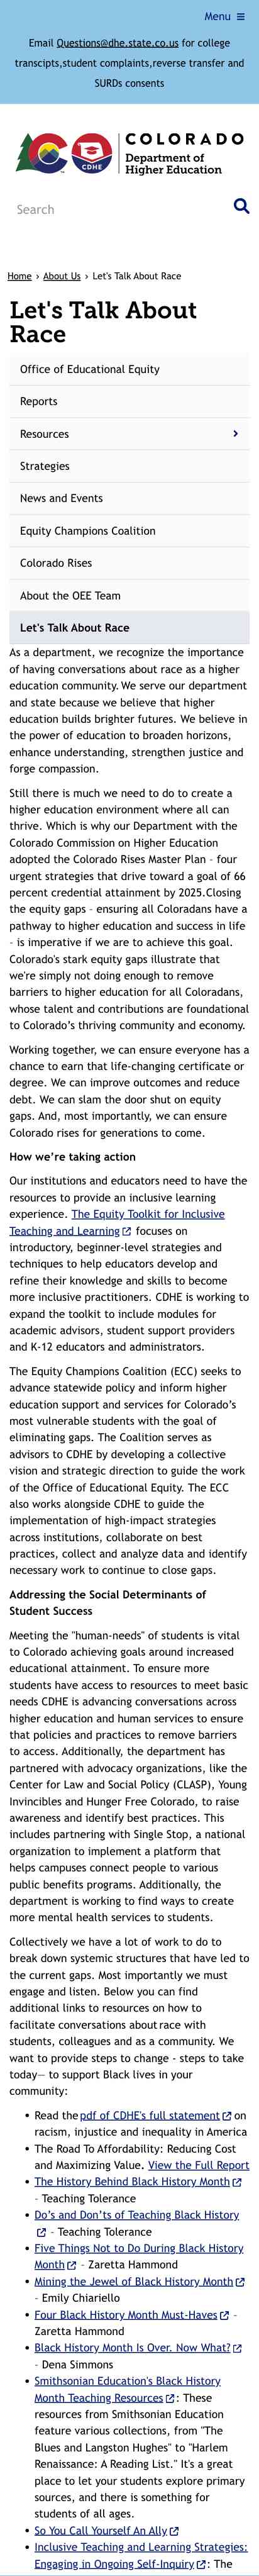 Menu ≡
Email Questions@dhe.state.co.us for college
transcipts,student complaints,reverse transfer and
SURDs consents
COLORADO
Department of
Higher Education
CDHE
Search
Home › About Us › Let's Talk About Race
Let's Talk About
Race
Office of Educational Equity
Reports
Resources
Strategies
News and Events
Equity Champions Coalition
Colorado Rises
About the OEE Team
Let's Talk About Race
As a department, we recognize the importance
of having conversations about race as a higher
education community. We serve our department
and state because we believe that higher
education builds brighter futures. We believe in
the power of education to broaden horizons,
enhance understanding, strengthen justice and
forge compassion.
Still there is much we need to do to create a
higher education environment where all can
thrive. Which is why our Department with the
Colorado Commission on Higher Education
adopted the Colorado Rises Master Plan - four
urgent strategies that drive toward a goal of 66
percent credential attainment by 2025.Closing
the equity gaps - ensuring all Coloradans have a
pathway to higher education and success in life
- is imperative if we are to achieve this goal.
Colorado's stark equity gaps illustrate that
we're simply not doing enough to remove
barriers to higher education for all Coloradans,
whose talent and contributions are foundational
to Colorado’s thriving community and economy.
Working together, we can ensure everyone has a
chance to earn that life-changing certificate or
degree. We can improve outcomes and reduce
debt. We can slam the door shut on equity
gaps. And, most importantly, we can ensure
Colorado rises for generations to come.
How we’re taking action
Our institutions and educators need to have the
resources to provide an inclusive learning
experience. The Equity Toolkit for Inclusive
Teaching and Learning focuses on
introductory, beginner-level strategies and
techniques to help educators develop and
refine their knowledge and skills to become
more inclusive practitioners. CDHE is working to
expand the toolkit to include modules for
academic advisors, student support providers
and K-12 educators and administrators.
The Equity Champions Coalition (ECC) seeks to
advance statewide policy and inform higher
education support and services for Colorado’s
most vulnerable students with the goal of
eliminating gaps. The Coalition serves as
advisors to CDHE by developing a collective
vision and strategic direction to guide the work
of the Office of Educational Equity. The ECC
also works alongside CDHE to guide the
implementation of high-impact strategies
across institutions, collaborate on best
practices, collect and analyze data and identify
necessary work to continue to close gaps.
Addressing the Social Determinants of
Student Success
Meeting the "human-needs" of students is vital
to Colorado achieving goals around increased
educational attainment. To ensure more
students have access to resources to meet basic
needs CDHE is advancing conversations across
higher education and human services to ensure
that policies and practices to remove barriers
to access. Additionally, the department has
partnered with advocacy organizations, like the
Center for Law and Social Policy (CLASP), Young
Invincibles and Hunger Free Colorado, to raise
awareness and identify best practices. This
includes partnering with Single Stop, a national
organization to implement a platform that
helps campuses connect people to various
public benefits programs. Additionally, the
department is working to find ways to create
more mental health services to students.
Collectively we have a lot of work to do to
break down systemic structures that have led to
the current gaps. Most importantly we must
engage and listen. Below you can find
additional links to resources on how to
facilitate conversations about race with
students, colleagues and as a community. We
want to provide steps to change - steps to take
today— to support Black lives in your
community:
• Read the pdf of CDHE's full statement on
racism, injustice and inequality in America
• The Road To Affordability: Reducing Cost
and Maximizing Value. View the Full Report
• The History Behind Black History Month
- Teaching Tolerance
• Do’s and Don’ts of Teaching Black History
- Teaching Tolerance
• Five Things Not to Do During Black History
Month - Zaretta Hammond
• Mining the Jewel of Black History Month
- Emily Chiariello
• Four Black History Month Must-Haves -
Zaretta Hammond
• Black History Month Is Over. Now What?
- Dena Simmons
• Smithsonian Education's Black History
Month Teaching Resources : These
resources from Smithsonian Education
feature various collections, from "The
Blues and Langston Hughes" to "Harlem
Renaissance: A Reading List." It's a great
place to let your students explore primary
sources, and there is something for
students of all ages.
• So You Call Yourself An Ally
• Inclusive Teaching and Learning Strategies:
Engaging in Ongoing Self-Inquiry : The